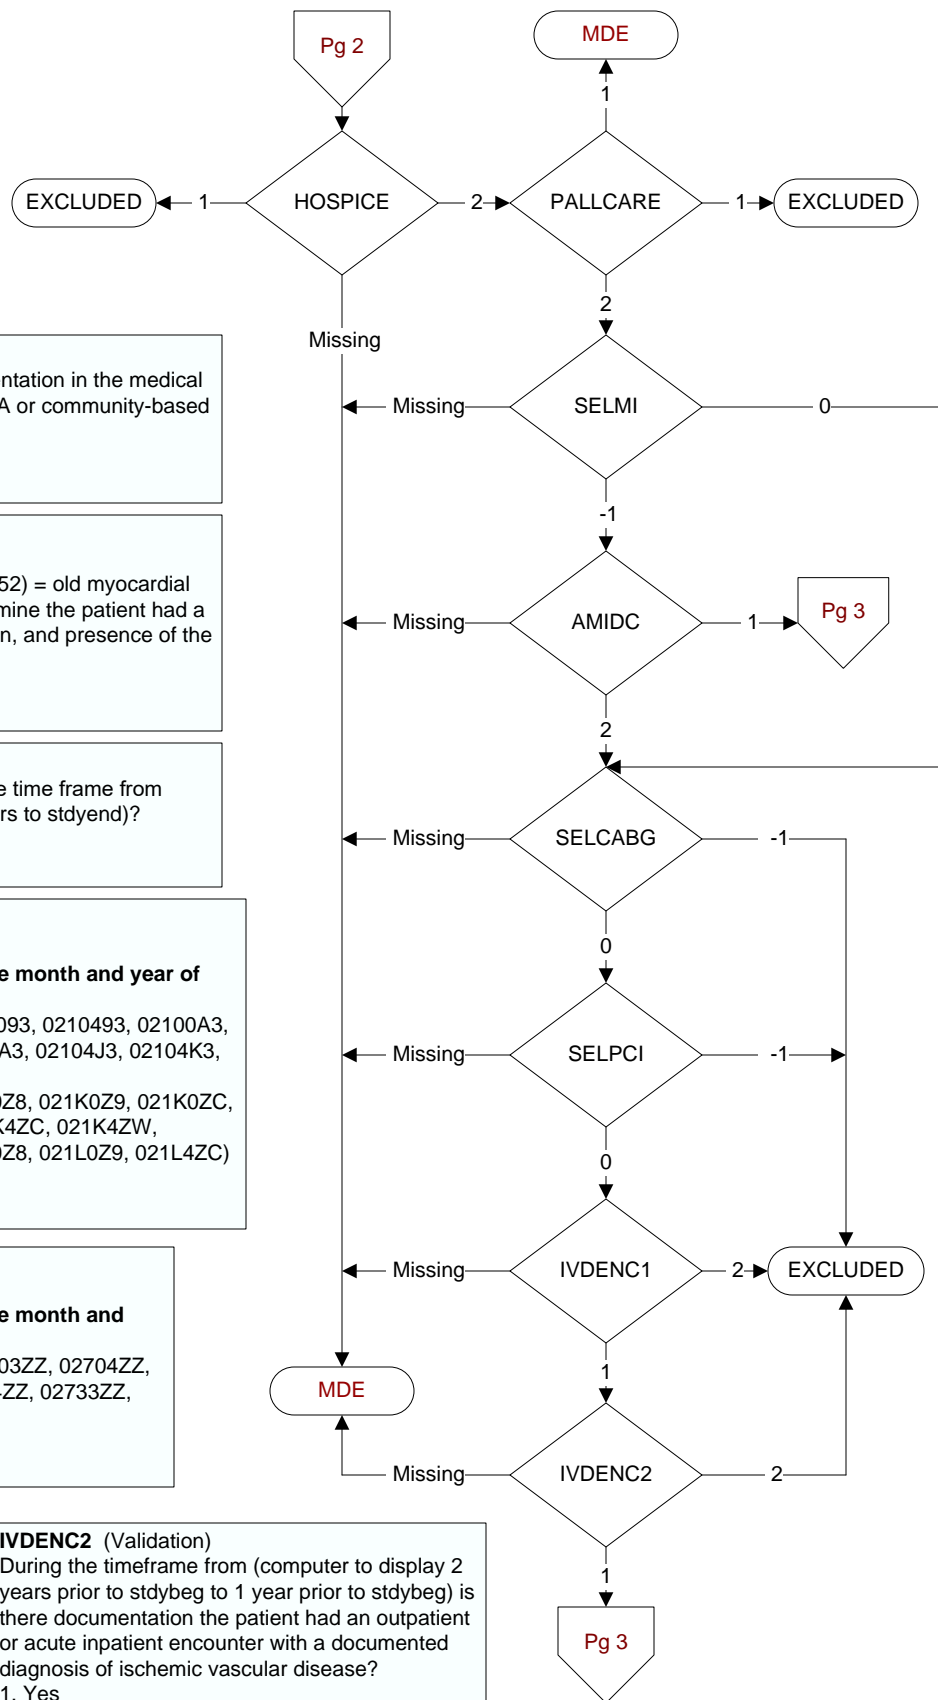 Pg 2
MDE
1
EXCLUDED
1
HOSPICE
2
PALLCARE
1
EXCLUDED
2
Missing
entation in the medical
A or community-based
Missing
SELMI
0
-1
52) = old myocardial
mine the patient had a
n, and presence of the
Missing
AMIDC
1
Pg 3
2
e time frame from
rs to stdyend)?
Missing
SELCABG
-1
0
e month and year of
093, 0210493, 02100A3,
A3, 02104J3, 02104K3,
0Z8, 021K0Z9, 021K0ZC,
K4ZC, 021K4ZW,
0Z8, 021L0Z9, 021L4ZC)
Missing
SELPCI
-1
0
Missing
IVDENC1
2
EXCLUDED
e month and
03ZZ, 02704ZZ,
4ZZ, 02733ZZ,
1
MDE
Missing
IVDENC2
2
1
IVDENC2 (Validation)
During the timeframe from (computer to display 2
years prior to stdybeg to 1 year prior to stdybeg) is
there documentation the patient had an outpatient
or acute inpatient encounter with a documented
diagnosis of ischemic vascular disease?
1. Yes
Pg 3